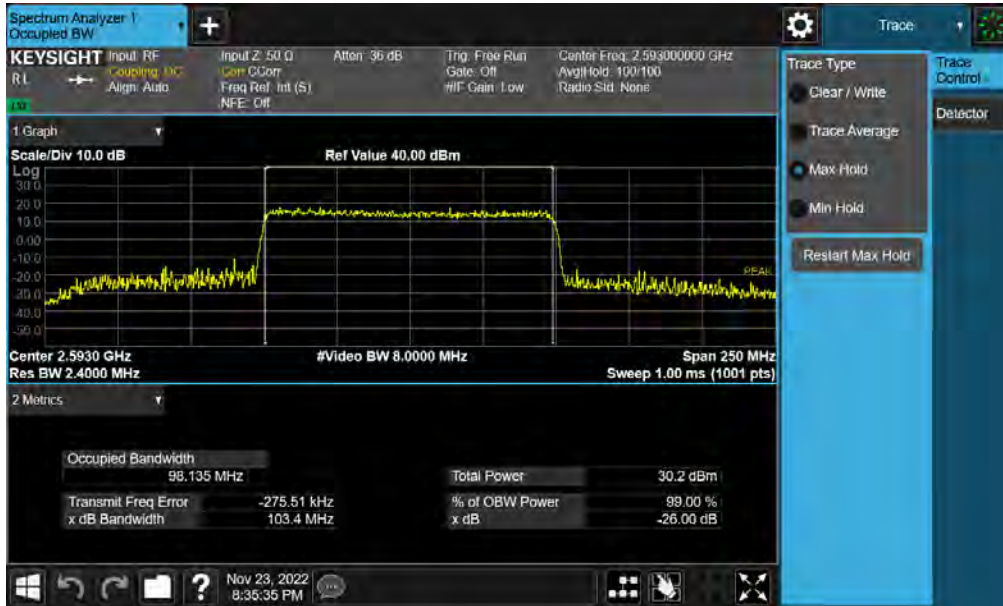 Spectrum Analyzer 1
Occupied BW
Trace
KEYSIGHT
RL
Input: RF
Coupling: DC
Align: Auto
Input Z: 50 Ω
Corr CCorr
Freq Ref: Int (S)
NFE: Off
Atten: 36 dB
Trig: Free Run
Gate: Off
#IF Gain: Low
Center Freq: 2.593000000 GHz
Avg|Hold: 100/100
Radio Std: None
Trace Type
Clear / Write
Trace Average
Max Hold
Min Hold
Restart Max Hold
Trace
Control
Detector
1 Graph
Scale/Div 10.0 dB
Ref Value 40.00 dBm
Log
30.0
20.0
10.0
0.00
-10.0
-20.0
-30.0
-40.0
-50.0
PEAK
Center 2.5930 GHz
#Video BW 8.0000 MHz
Span 250 MHz
Res BW 2.4000 MHz
Sweep 1.00 ms (1001 pts)
2 Metrics
Occupied Bandwidth
98.135 MHz
Total Power 30.2 dBm
Transmit Freq Error -275.51 kHz
% of OBW Power 99.00 %
x dB Bandwidth 103.4 MHz
x dB -26.00 dB
?
Nov 23, 2022
8:35:35 PM